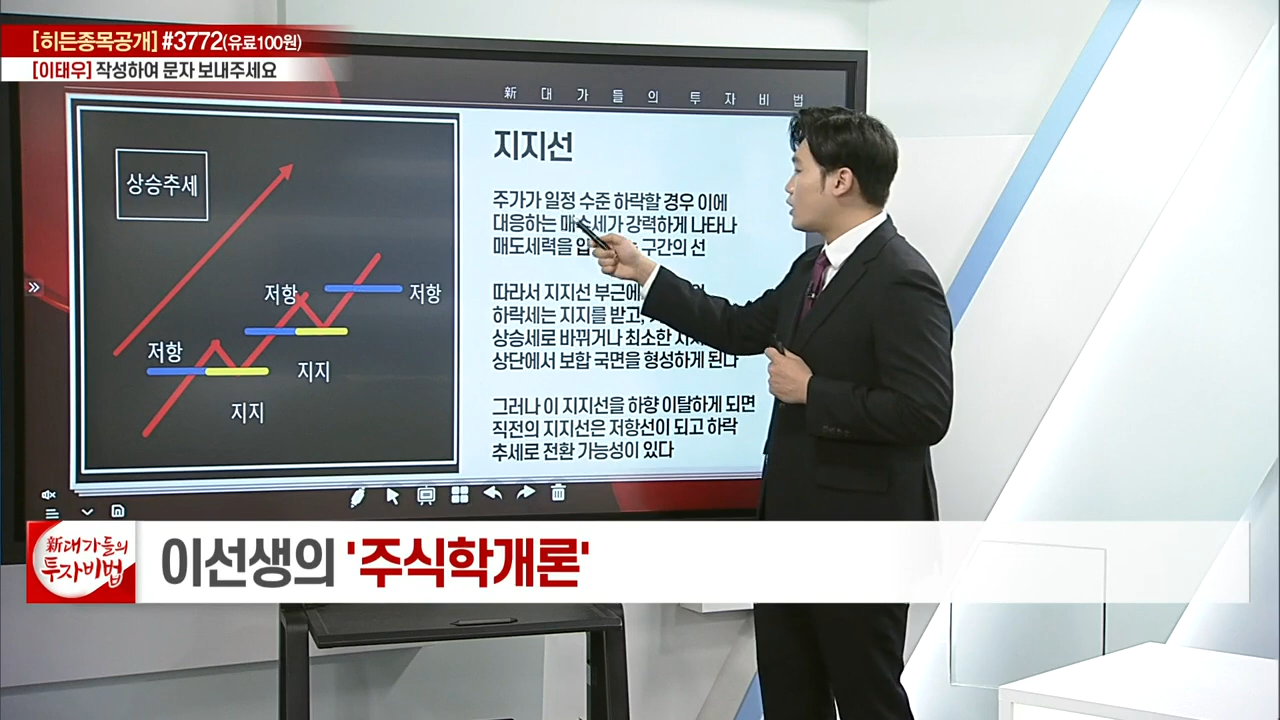 [히든종목공개] #3772(유료100원)
[이태우] 작성하여 문자 보내주세요
新 대 가 들 의 투 자 비 법
상승추세
저항
저항
저항
지지
지지
지지선
주가가 일정 수준 하락할 경우 이에
대응하는 매수세가 강력하게 나타나
매도세력을 구간의 선
따라서 지지선 부근에
하락세는 지지를 받고,
상승세로 바뀌거나 최소한
상단에서 보합 국면을 형성하게 된다
그러나 이 지지선을 하향 이탈하게 되면
직전의 지지선은 저항선이 되고 하락
추세로 전환 가능성이 있다
新대가들의
투자비법
이선생의 '주식학개론'